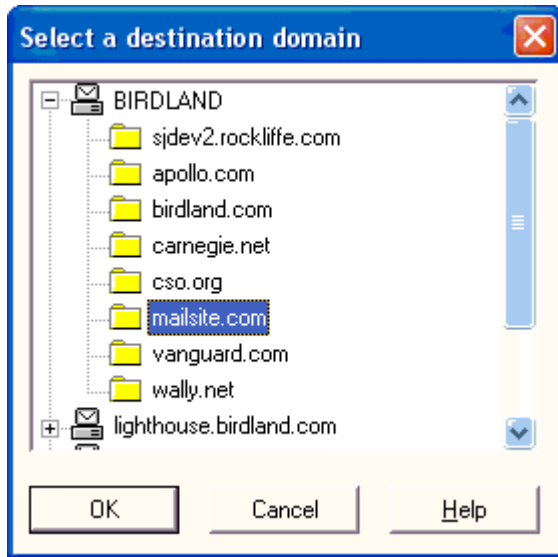 Select a destination domain
BIRDLAND
sjdev2.rockliffe.com
apollo.com
birdland.com
carnegie.net
cso.org
mailsite.com
vanguard.com
wally.net
lighthouse.birdland.com
OK Cancel Help